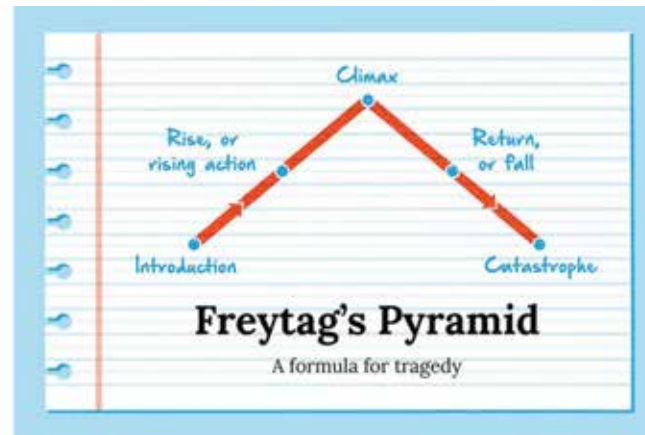 Climax
Rise, or
rising action
Return,
or fall
Introduction
Catastrophe
Freytag's Pyramid
A formula for tragedy